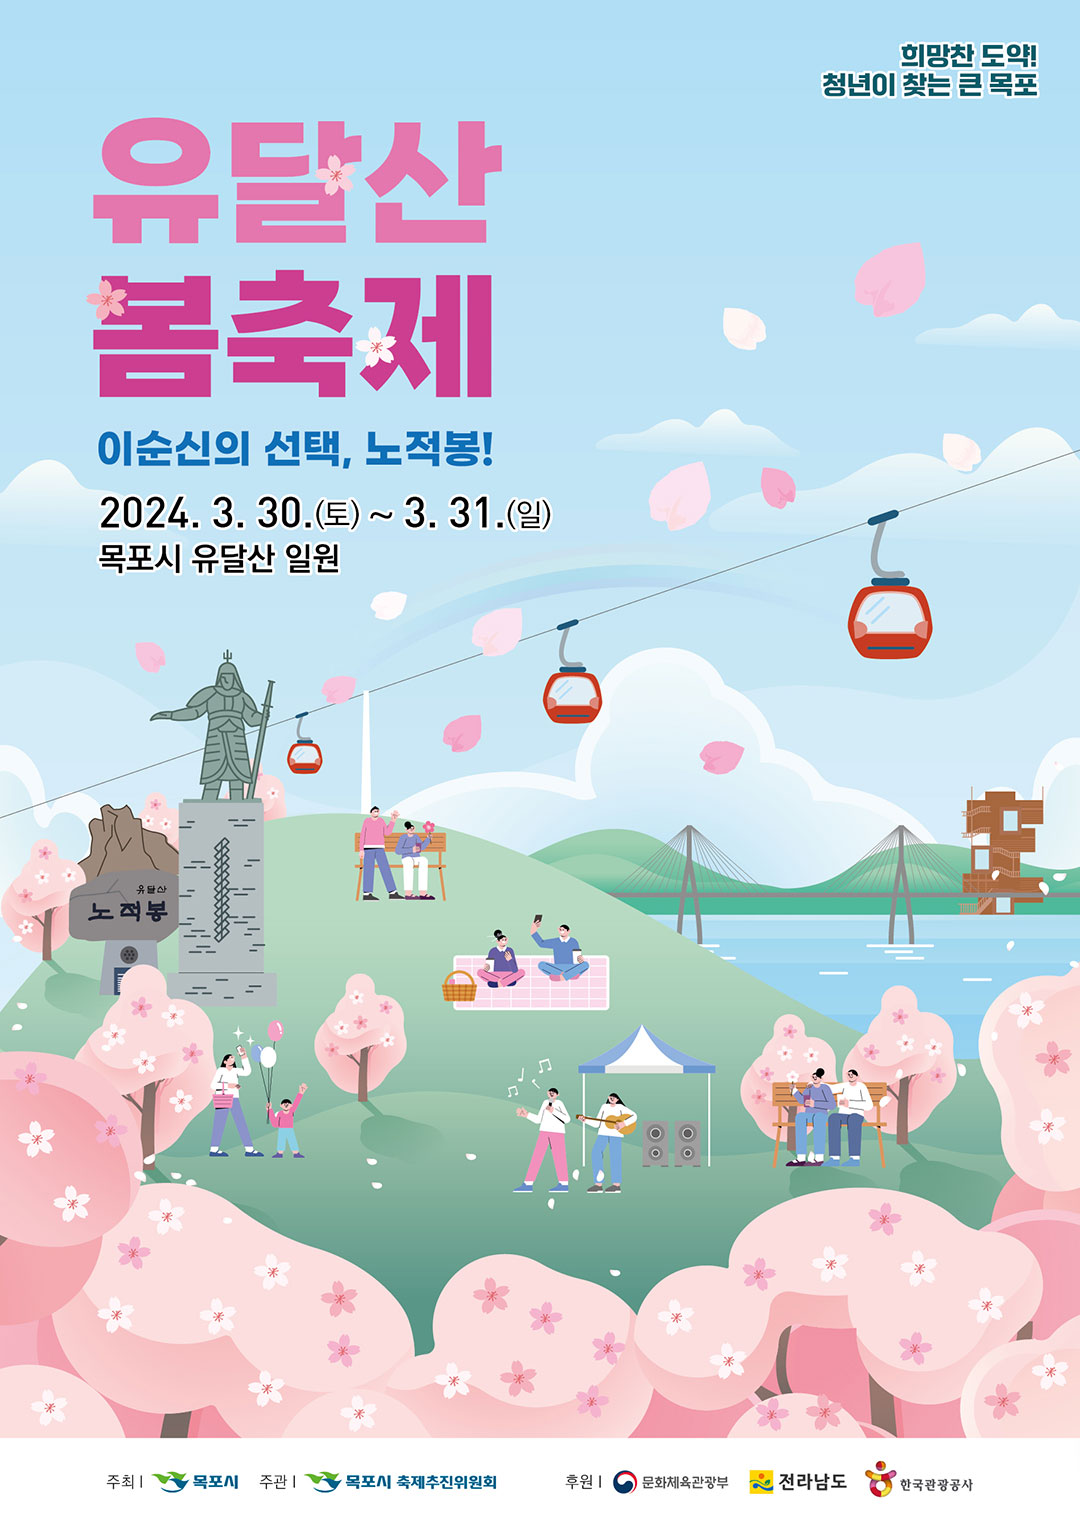 희망찬 도약!
청년이 찾는 큰 목포
유달산
봄축제
이순신의 선택, 노적봉!
2024. 3. 30.(토) ~ 3. 31.(일)
목포시 유달산 일원
유달산
노적봉
주최 | 목포시 주관 | 목포시 축제추진위원회 후원 | 문화체육관광부 전라남도 한국관광공사